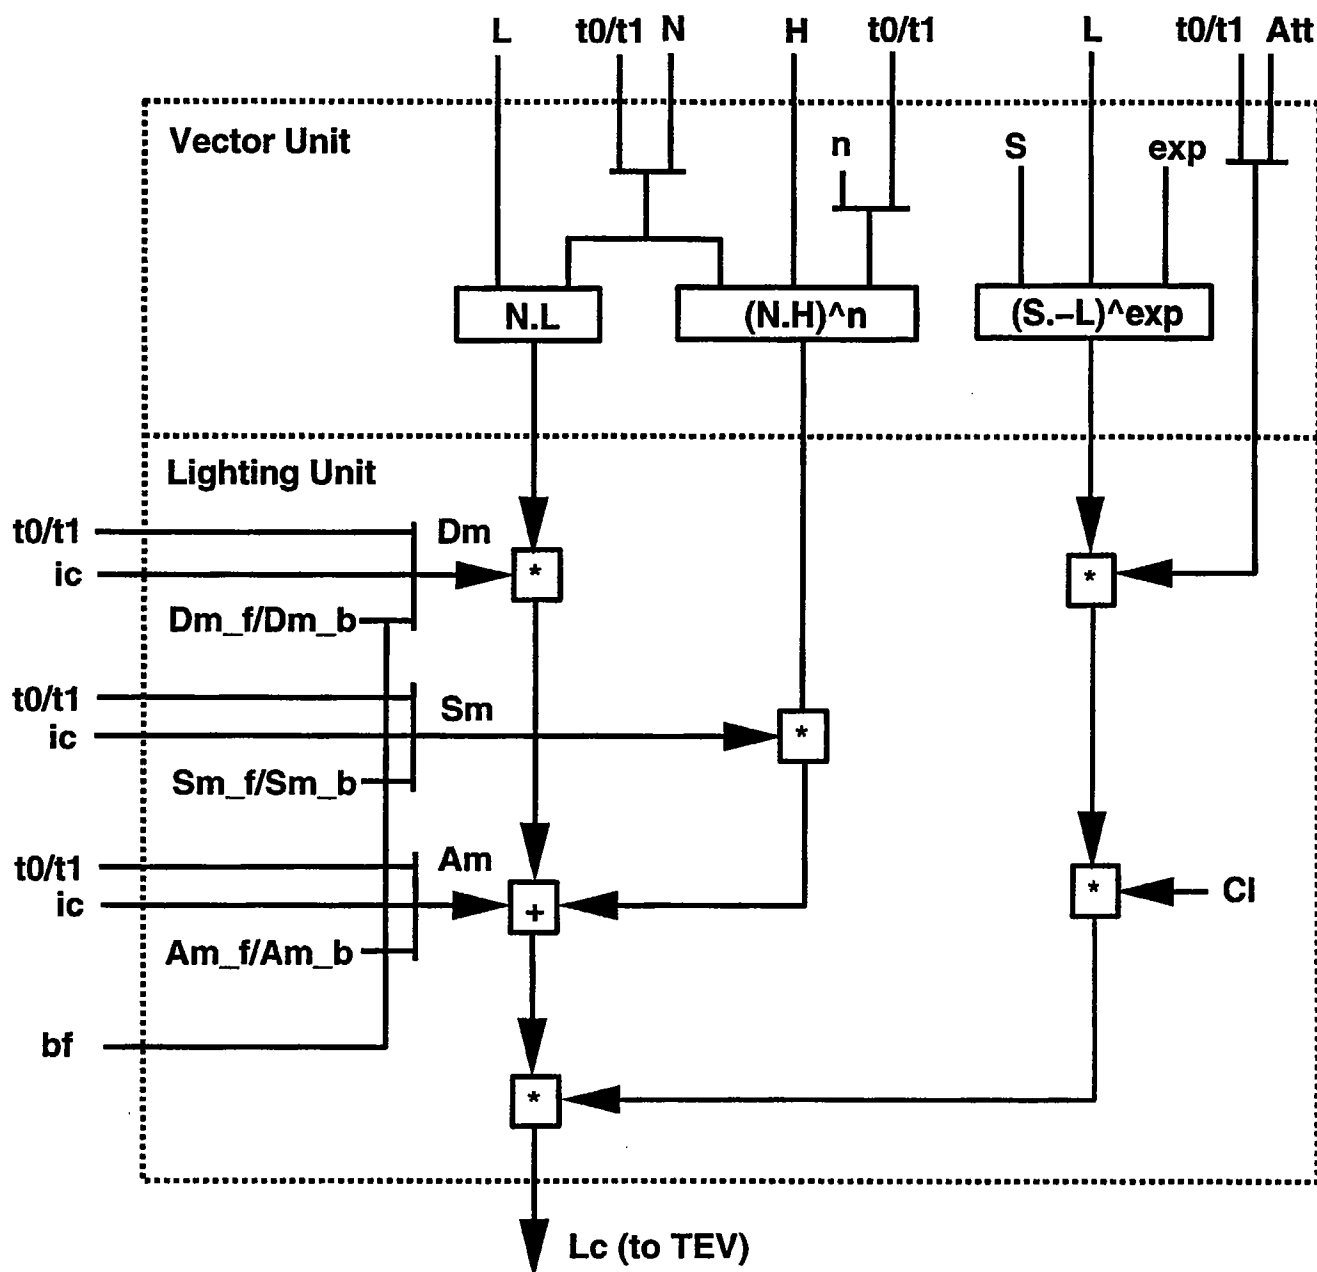 L t0/t1 N H t0/t1 L t0/t1 Att
Vector Unit
n S exp
N.L (N.H)^n (S.–L)^exp
Lighting Unit
t0/t1 Dm
ic * *
Dm_f/Dm_b
t0/t1 Sm
ic *
Sm_f/Sm_b
t0/t1 Am
ic + * Cl
Am_f/Am_b
bf
*
Lc (to TEV)